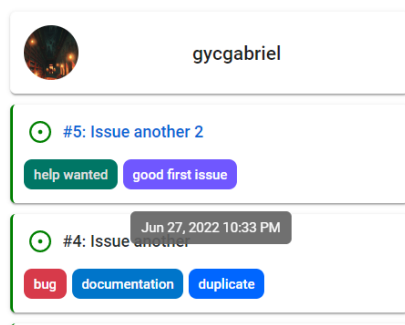 gycgabriel
#5: Issue another 2
help wanted good first issue
Jun 27, 2022 10:33 PM
#4: Issue another
bug documentation duplicate